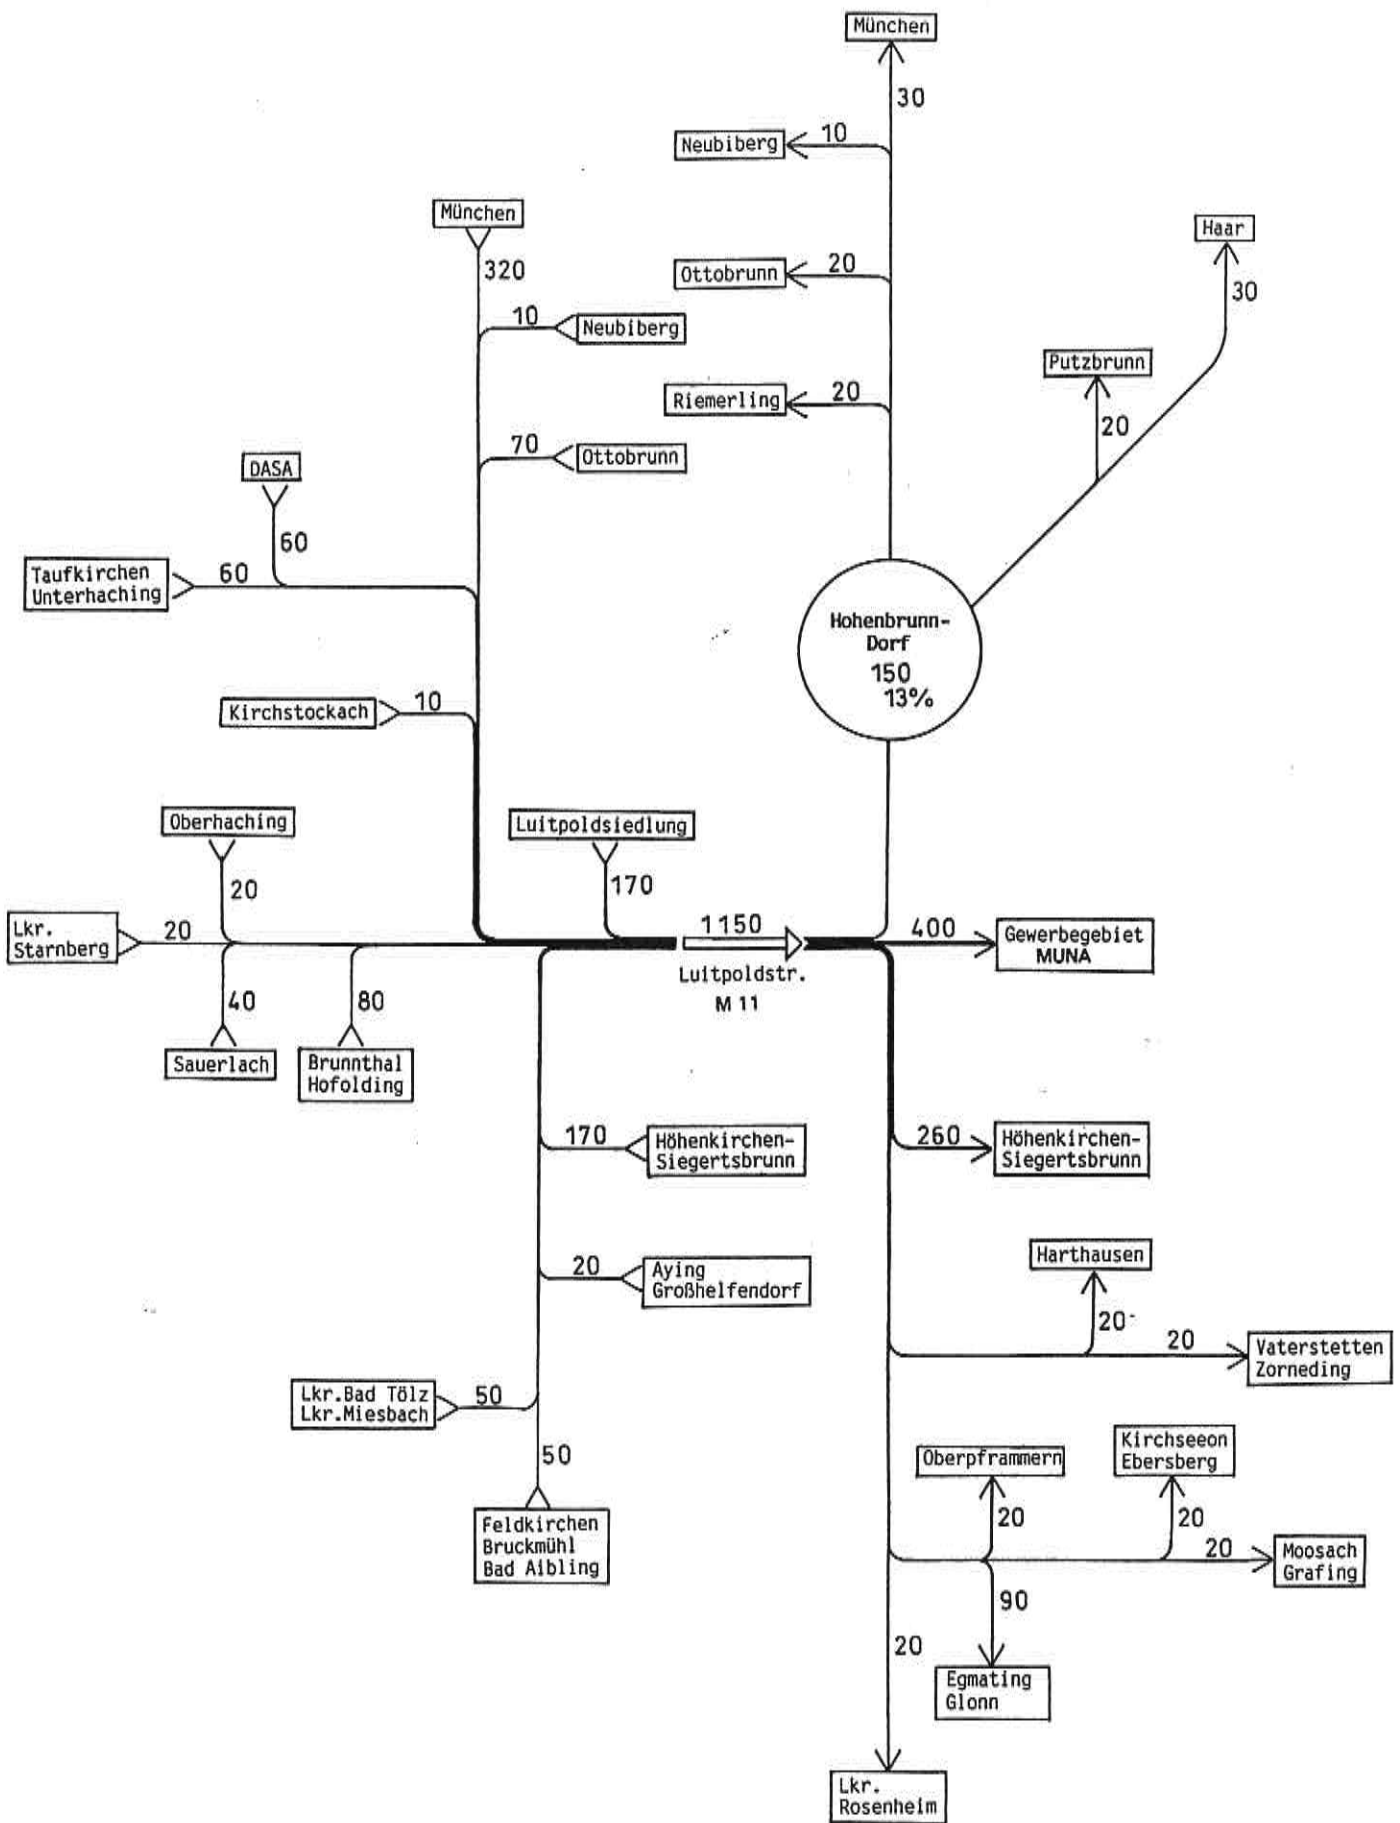 München
30
Neubiberg
10
München
320
Haar
30
Ottobrunn
20
10
Neubiberg
Putzbrunn
20
Riemerling
20
70
Ottobrunn
DASA
60
Taufkirchen
Unterhaching
60
Hohenbrunn-
Dorf
150
13%
Kirchstockach
10
Oberhaching
20
Luitpoldsiedlung
170
Lkr.
Starnberg
20
1150
Luitpoldstr.
M 11
400
Gewerbegebiet
MUNA
40
Sauerlach
80
Brunnthal
Hofolding
170
Höhenkirchen-
Siegertsbrunn
260
Höhenkirchen-
Siegertsbrunn
20
Aying
Großhelfendorf
Harthausen
20
20
Vaterstetten
Zorneding
Lkr.Bad Tölz
Lkr.Miesbach
50
50
Feldkirchen
Bruckmühl
Bad Aibling
Oberpframmern
20
Kirchseeon
Ebersberg
20
20
Moosach
Grafing
90
Egmating
Glonn
20
Lkr.
Rosenheim